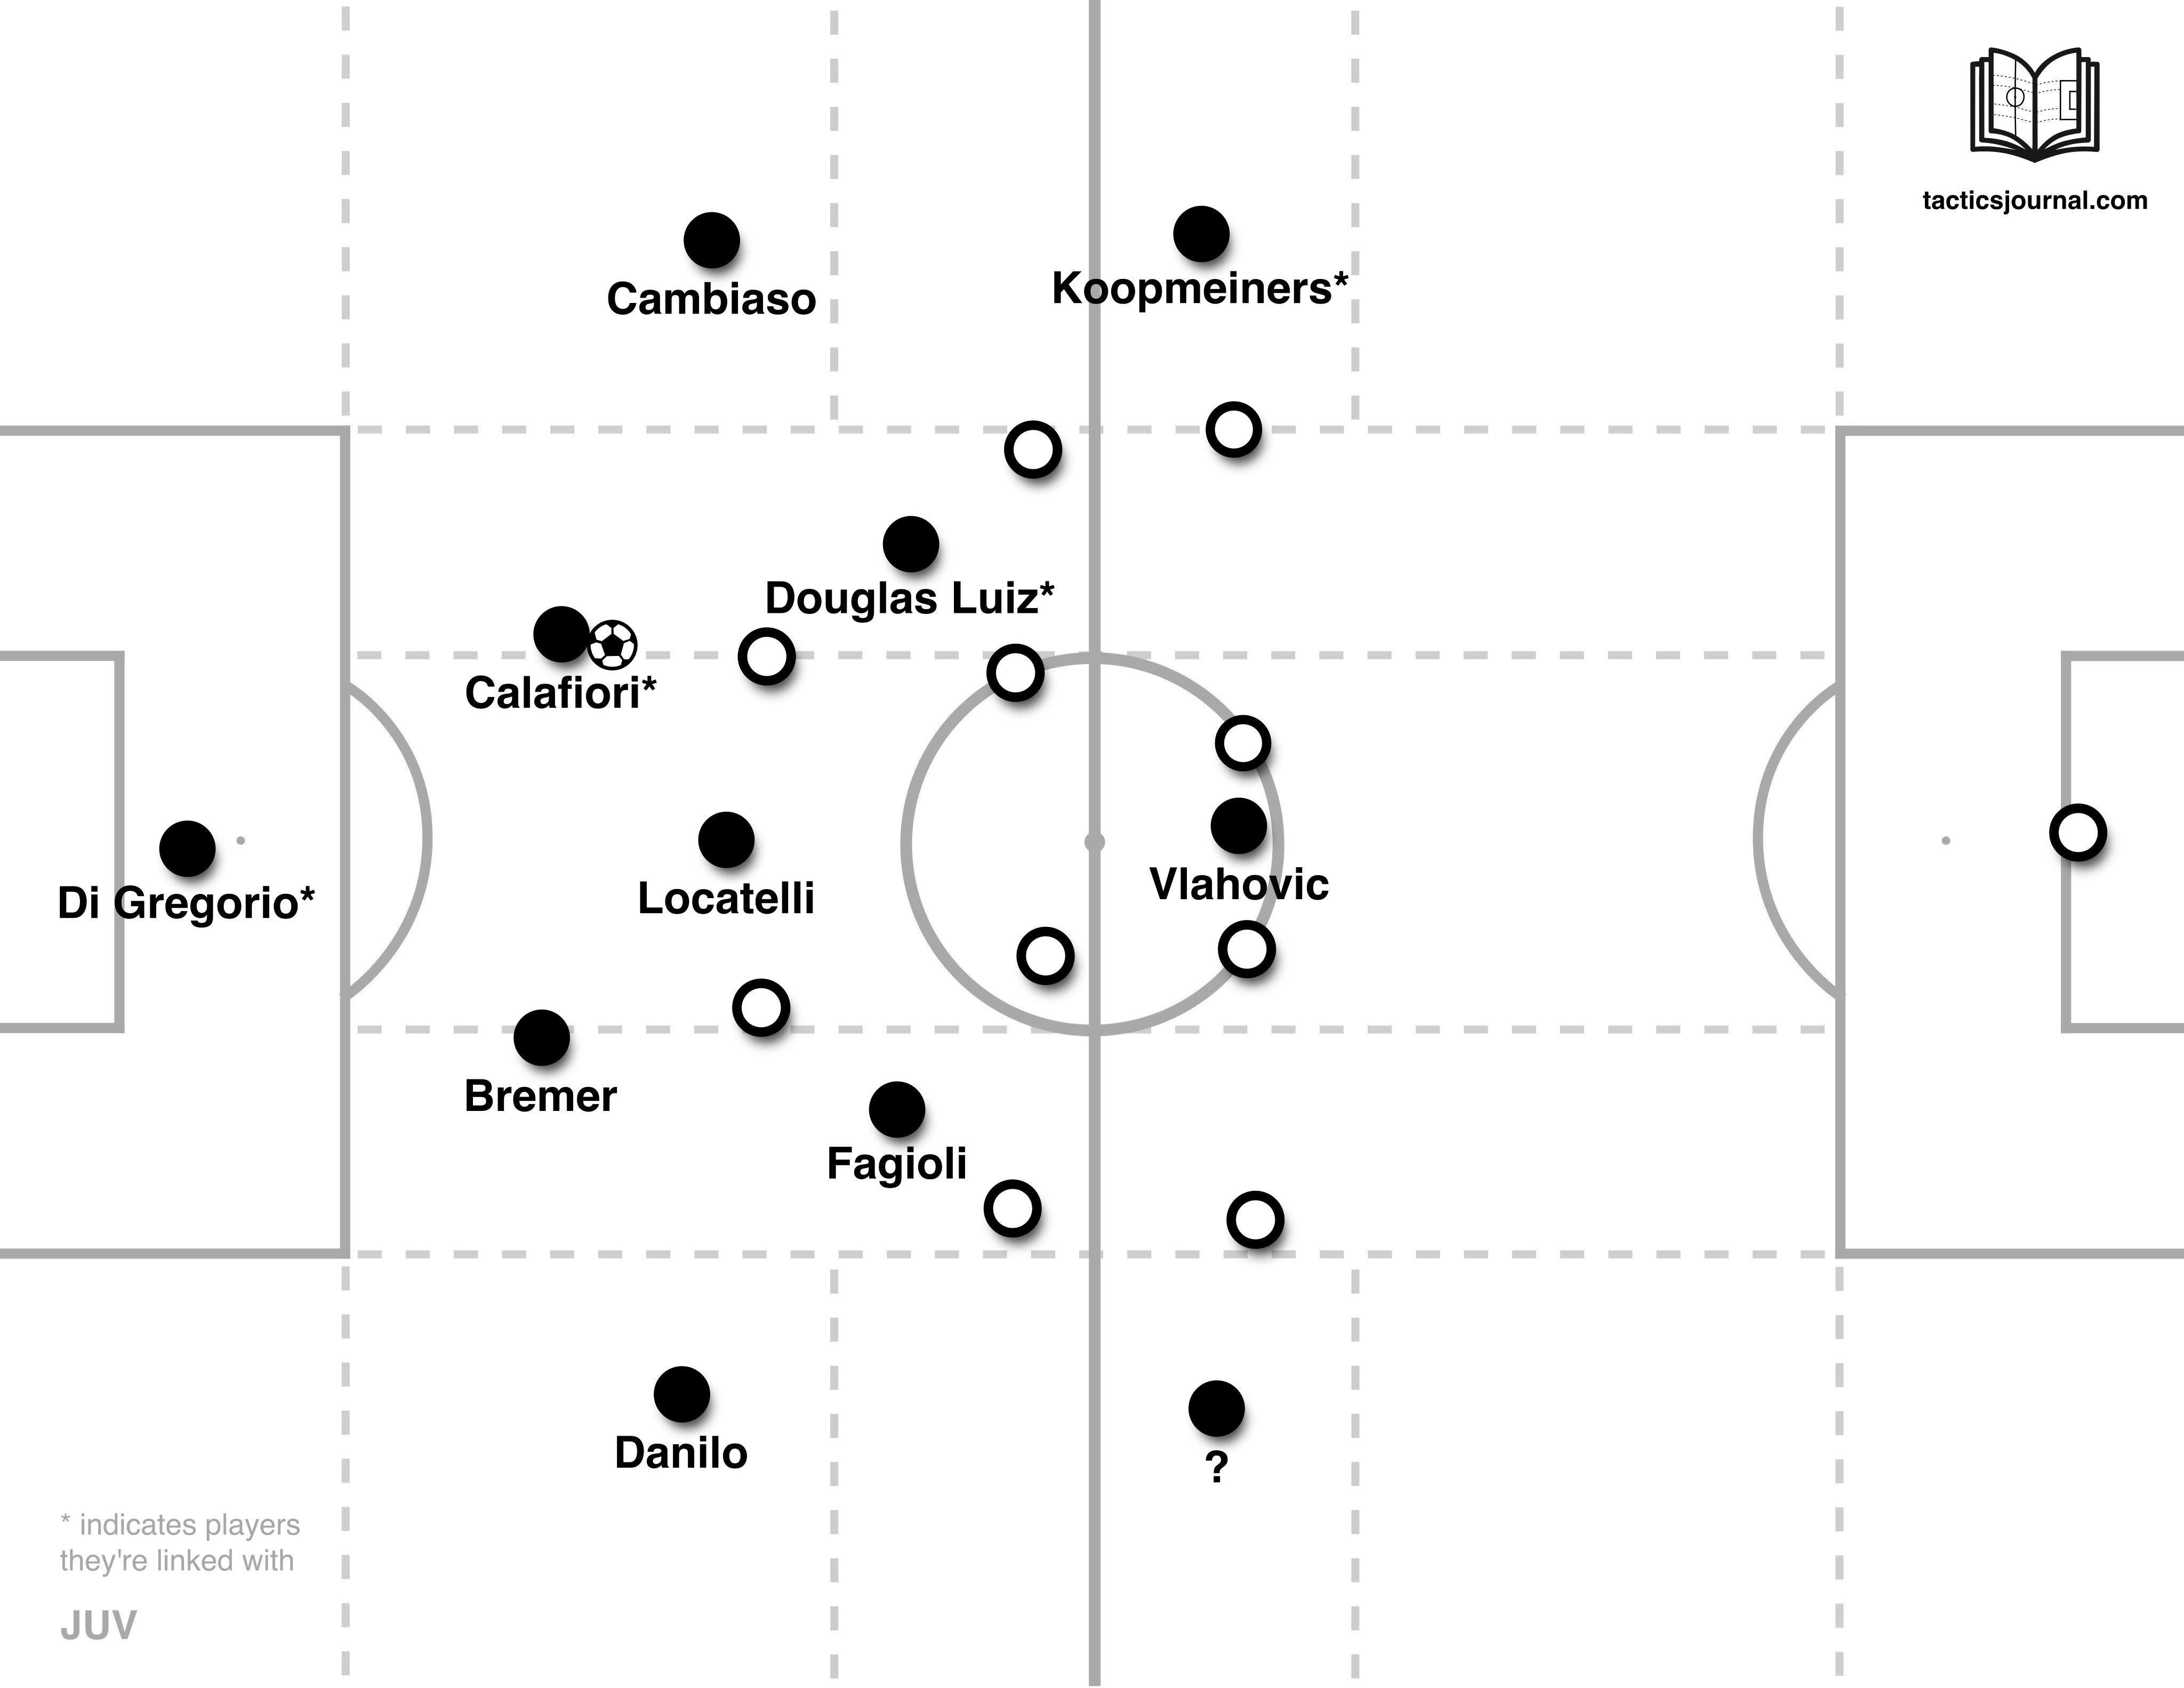 tacticsjournal.com
Cambiaso
Koopmeiners*
Douglas Luiz*
Calafiori*
Di Gregorio*
Locatelli
Vlahovic
Bremer
Fagioli
Danilo
?
* indicates players
they're linked with
JUV